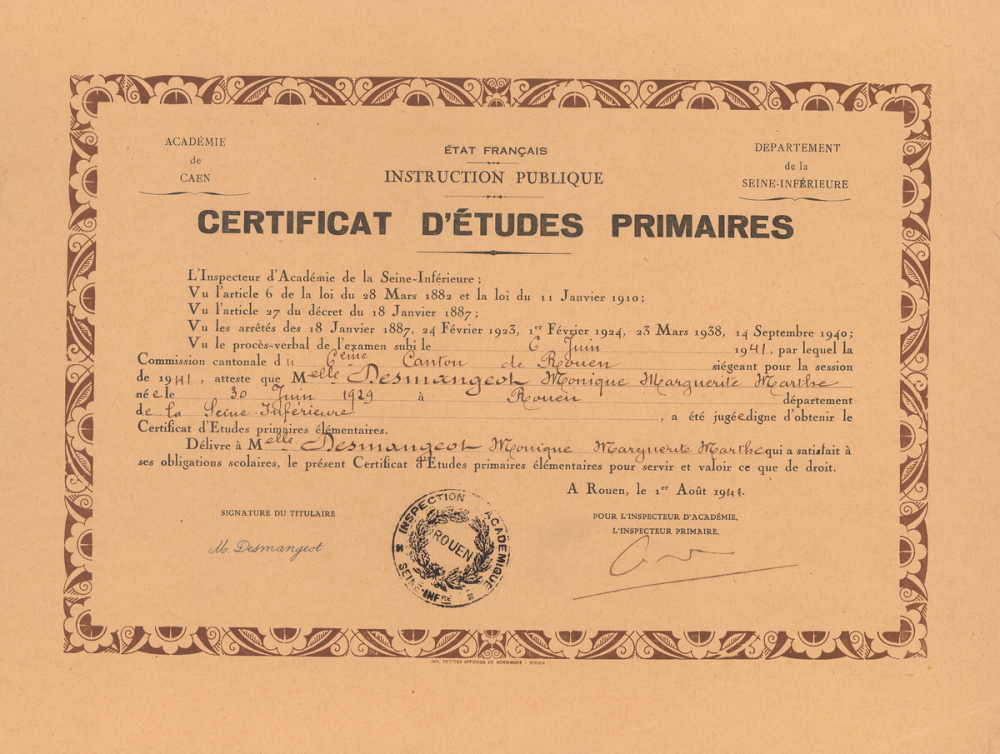 ACADÉMIE
de
CAEN
ÉTAT FRANÇAIS
INSTRUCTION PUBLIQUE
DEPARTEMENT
de la
SEINE-INFÉRIEURE
CERTIFICAT D'ÉTUDES PRIMAIRES
L'Inspecteur d'Académie de la Seine-Inférieure ;
Vu l'article 6 de la loi du 28 Mars 1882 et la loi du 11 Janvier 1910 ;
Vu l'article 27 du décret du 18 Janvier 1887 ;
Vu les arrêtés des 18 Janvier 1887, 24 Février 1923, 1er Février 1924, 23 Mars 1938, 14 Septembre 1940 ;
Vu le procès-verbal de l'examen subi le 6 Juin 1941, par lequel la
Commission cantonale du 6ème Canton de Rouen siégeant pour la session
de 1941, atteste que Melle Desmangeot Monique Marguerite Marthe
née le 30 Juin 1929 à Rouen département
de la Seine-Inférieure, a été jugée digne d'obtenir le
Certificat d'Etudes primaires élémentaires.
Délivré à Melle Desmangeot Monique Marguerite Marthe qui a satisfait à
ses obligations scolaires, le présent Certificat d'Etudes primaires élémentaires pour servir et valoir ce que de droit.
A Rouen, le 1er Août 1941.
SIGNATURE DU TITULAIRE
M. Desmangeot
INSPECTION ACADEMIQUE
ROUEN
SEINE-INFRE
POUR L'INSPECTEUR D'ACADÉMIE,
L'INSPECTEUR PRIMAIRE,
IMP. PETITES AFFICHES DE NORMANDIE - ROUEN